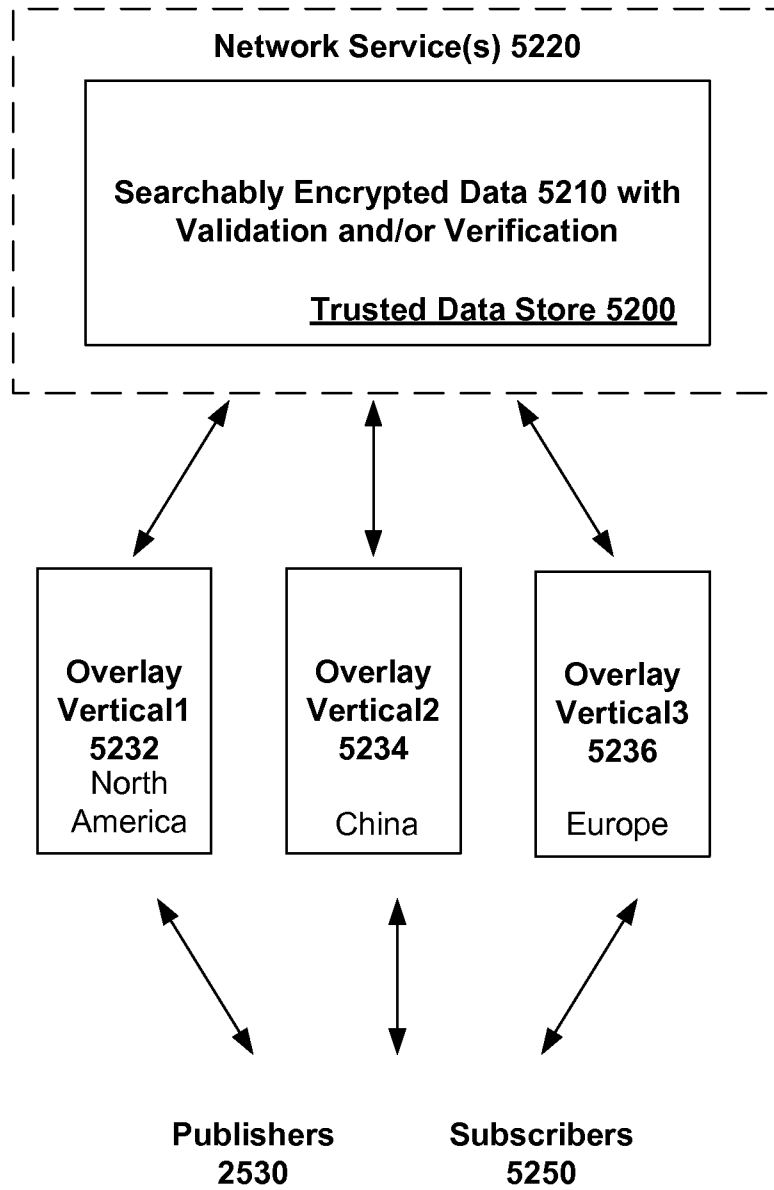 Network Service(s) 5220
Searchably Encrypted Data 5210 with
Validation and/or Verification
Trusted Data Store 5200
Overlay
Vertical1
5232
North
America
Overlay
Vertical2
5234
China
Overlay
Vertical3
5236
Europe
Publishers
2530
Subscribers
5250